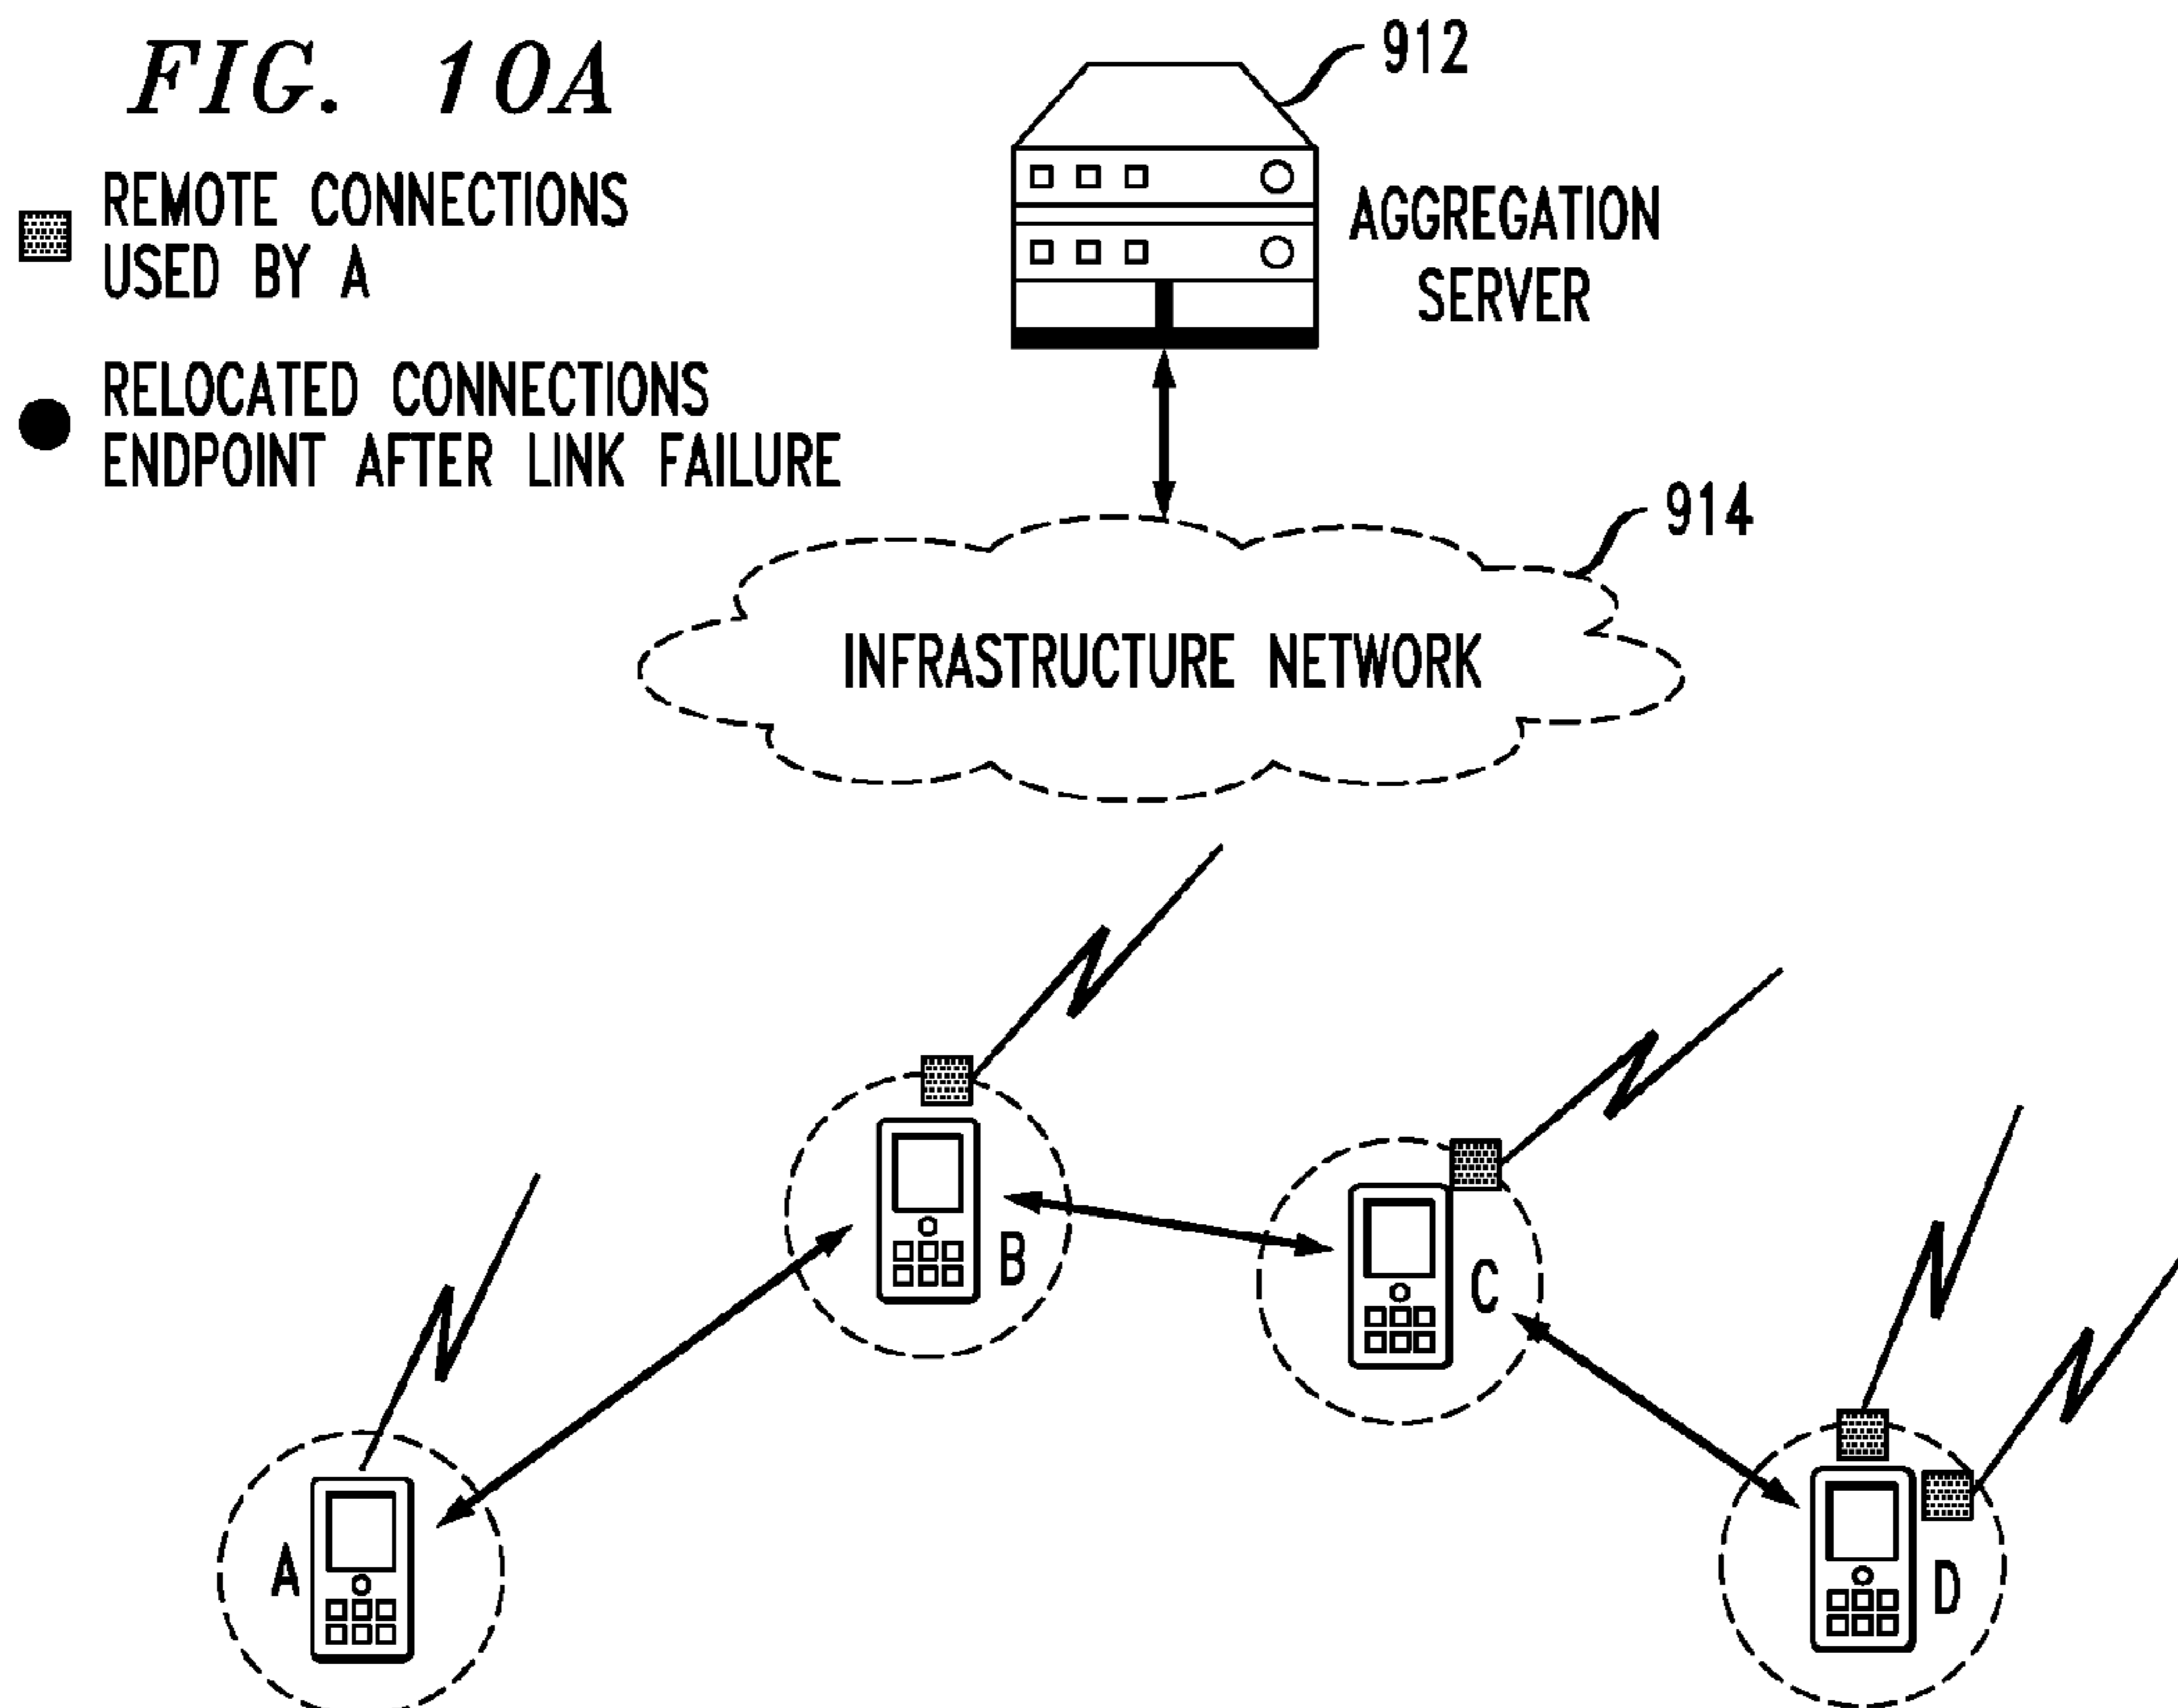 FIG. 10A
REMOTE CONNECTIONS
USED BY A
RELOCATED CONNECTIONS
ENDPOINT AFTER LINK FAILURE
912
AGGREGATION
SERVER
914
INFRASTRUCTURE NETWORK
B
C
A
D